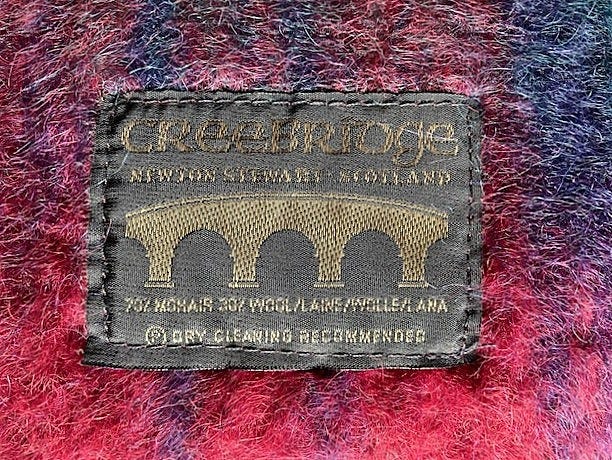 CREEBRIDGE
NEWTON STEWART · SCOTLAND
70% MOHAIR 30% WOOL/LAINE/WOLLE/LANA
Ⓟ DRY CLEANING RECOMMENDED